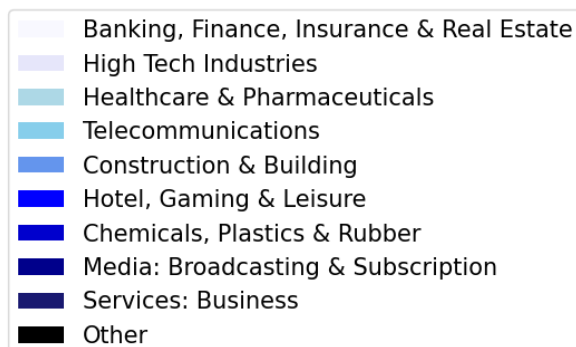 Banking, Finance, Insurance & Real Estate
High Tech Industries
Healthcare & Pharmaceuticals
Telecommunications
Construction & Building
Hotel, Gaming & Leisure
Chemicals, Plastics & Rubber
Media: Broadcasting & Subscription
Services: Business
Other